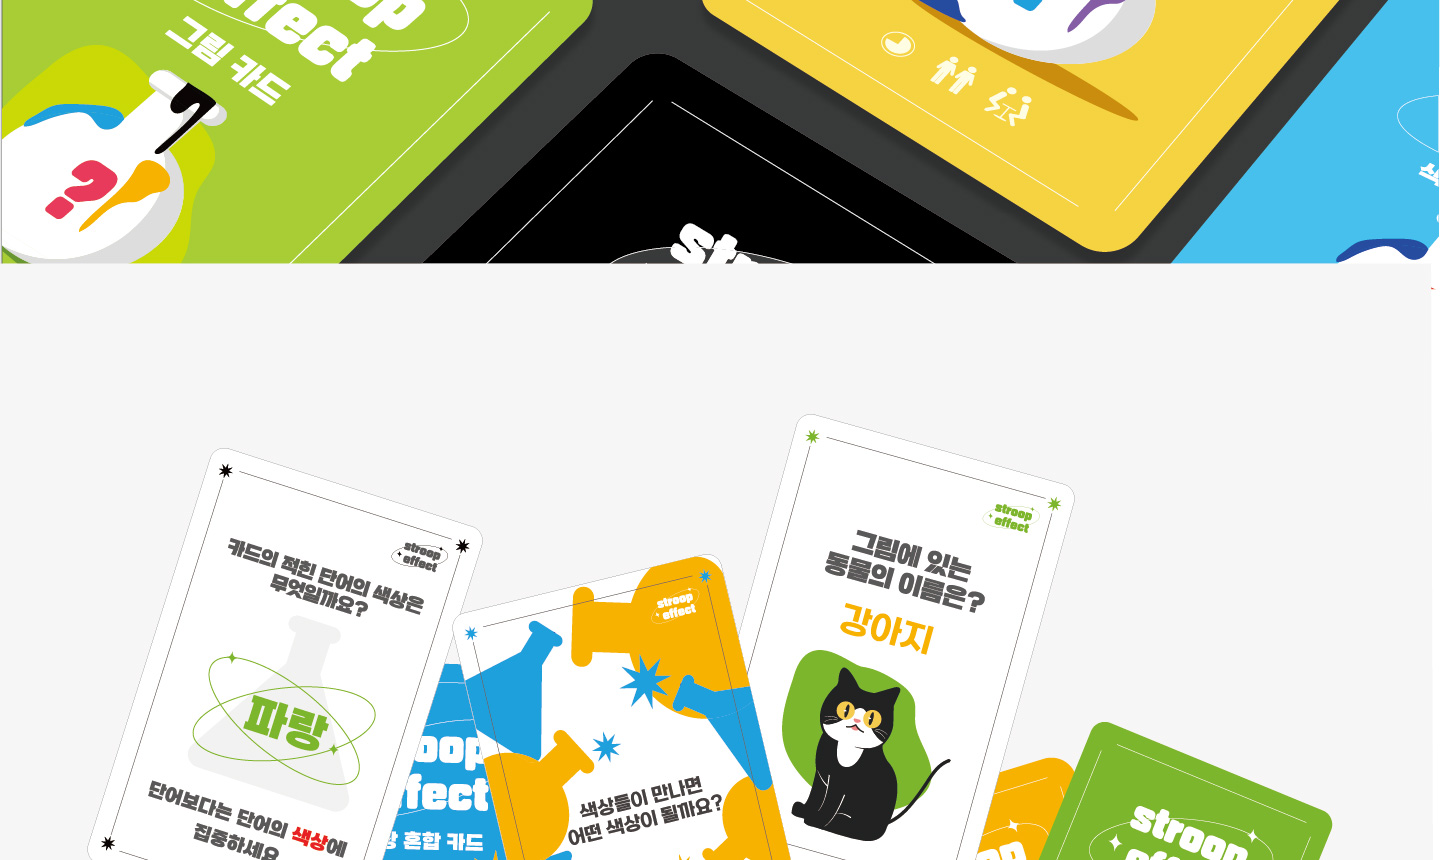 effect
그림 카드
카드의 적힌 단어의 색상은
무엇일까요?
stroop
effect
파랑
단어보다는 단어의 색상에
집중하세요
혼합 카드
stroop
effect
색상들이 만나면
어떤 색상이 될까요?
stroop
effect
그림에 있는
동물의 이름은?
강아지
stroop